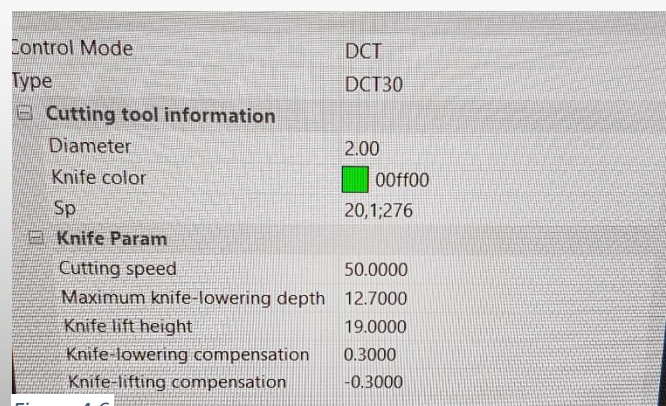 Control Mode DCT
Type DCT30
Cutting tool information
Diameter 2.00
Knife color 00ff00
Sp 20,1;276
Knife Param
Cutting speed 50.0000
Maximum knife-lowering depth 12.7000
Knife lift height 19.0000
Knife-lowering compensation 0.3000
Knife-lifting compensation -0.3000